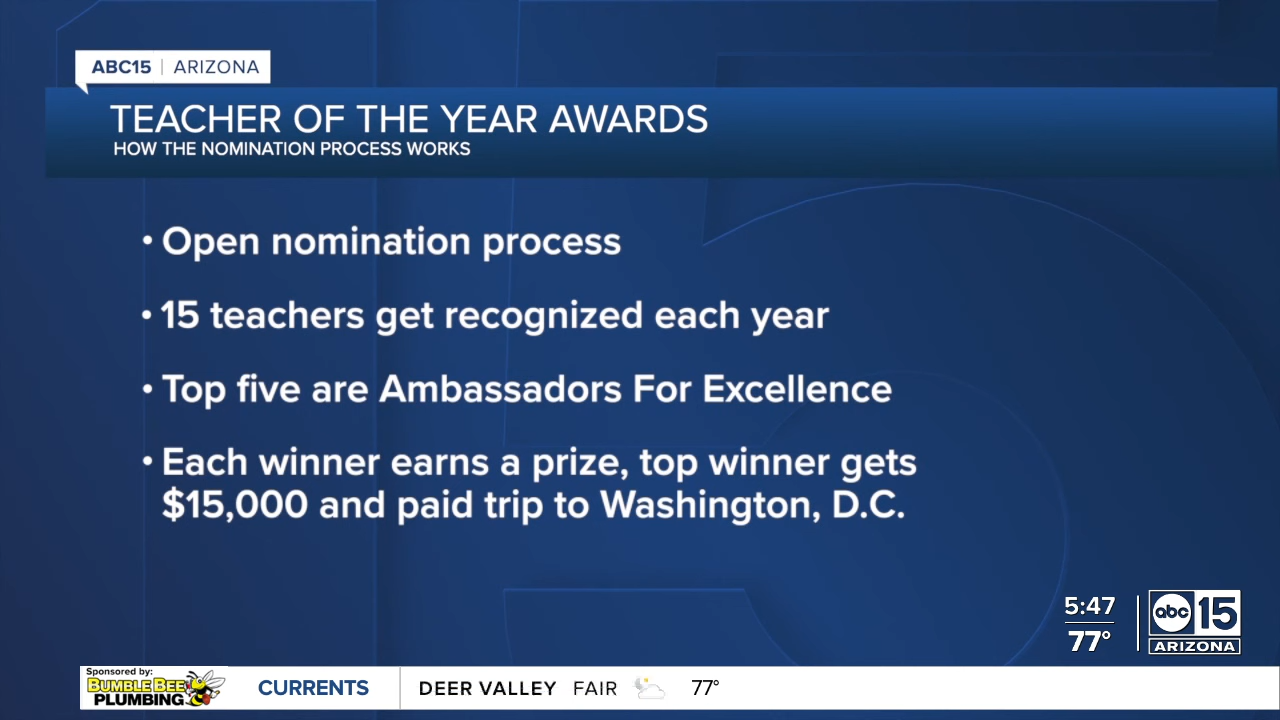 ABC15 | ARIZONA
TEACHER OF THE YEAR AWARDS
HOW THE NOMINATION PROCESS WORKS
• Open nomination process
• 15 teachers get recognized each year
• Top five are Ambassadors For Excellence
• Each winner earns a prize, top winner gets
$15,000 and paid trip to Washington, D.C.
5:47
77°
abc 15
ARIZONA
Sponsored by:
BUMBLE BEE
PLUMBING
CURRENTS
DEER VALLEY FAIR 77°